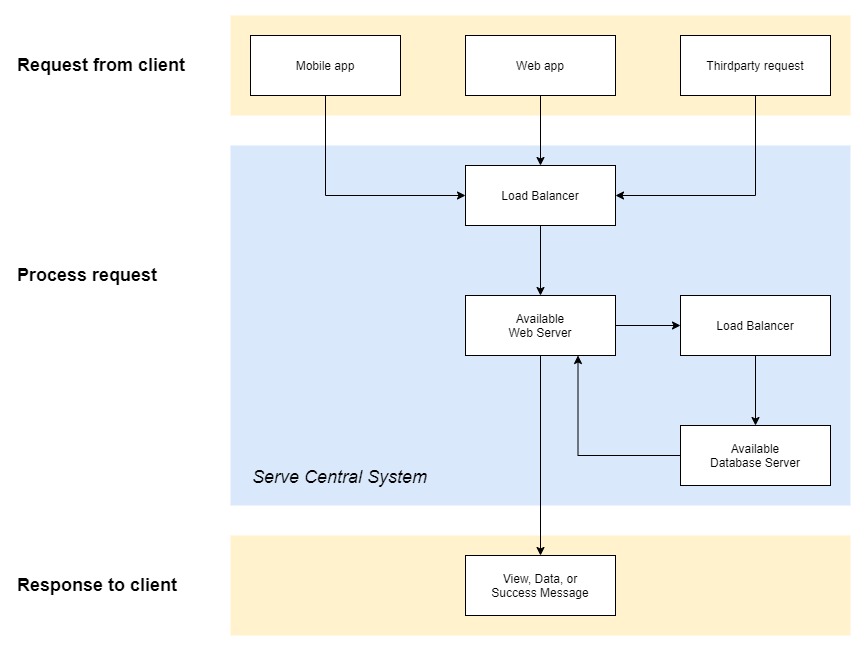 Request from client
Mobile app
Web app
Thirdparty request
Load Balancer
Process request
Available
Web Server
Load Balancer
Available
Database Server
Serve Central System
Response to client
View, Data, or
Success Message